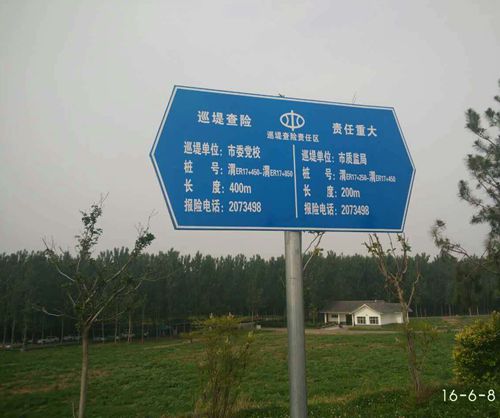 巡堤查险
责任重大
巡堤查险责任区
巡堤单位：市委党校
桩　号：渭ER17+450-渭ER17+850
长　度：400m
报险电话：2073498
巡堤单位：市质监局
桩　号：渭ER17+250-渭ER17+450
长　度：200m
报险电话：2073498
16-6-8